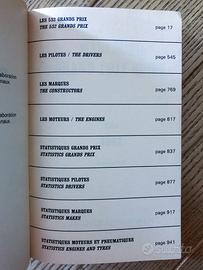 LES 532 GRANDS PRIX
THE 532 GRANDS PRIX
page 17
LES PILOTES / THE DRIVERS
page 545
LES MARQUES
THE CONSTRUCTORS
page 769
LES MOTEURS / THE ENGINES
page 817
STATISTIQUES GRANDS PRIX
STATISTICS GRANDS PRIX
page 837
STATISTIQUES PILOTES
STATISTICS DRIVERS
page 877
STATISTIQUES MARQUES
STATISTICS MAKES
page 917
STATISTIQUES MOTEURS ET PNEUMATIQUES
STATISTICS ENGINES AND TYRES
page 941